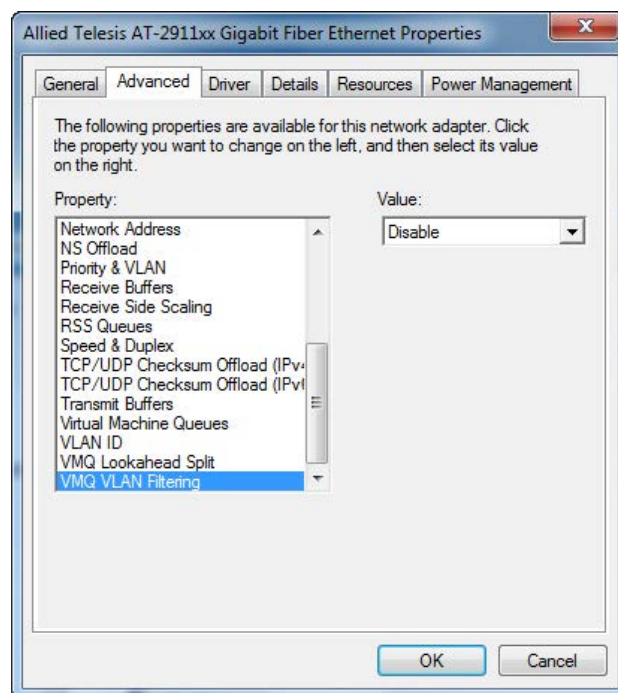 Allied Telesis AT-2911xx Gigabit Fiber Ethernet Properties
General Advanced Driver Details Resources Power Management
The following properties are available for this network adapter. Click
the property you want to change on the left, and then select its value
on the right.
Property:
Value:
Network Address
NS Offload
Priority & VLAN
Receive Buffers
Receive Side Scaling
RSS Queues
Speed & Duplex
TCP/UDP Checksum Offload (IPv4
TCP/UDP Checksum Offload (IPv6
Transmit Buffers
Virtual Machine Queues
VLAN ID
VMQ Lookahead Split
VMQ VLAN Filtering
Disable
OK Cancel